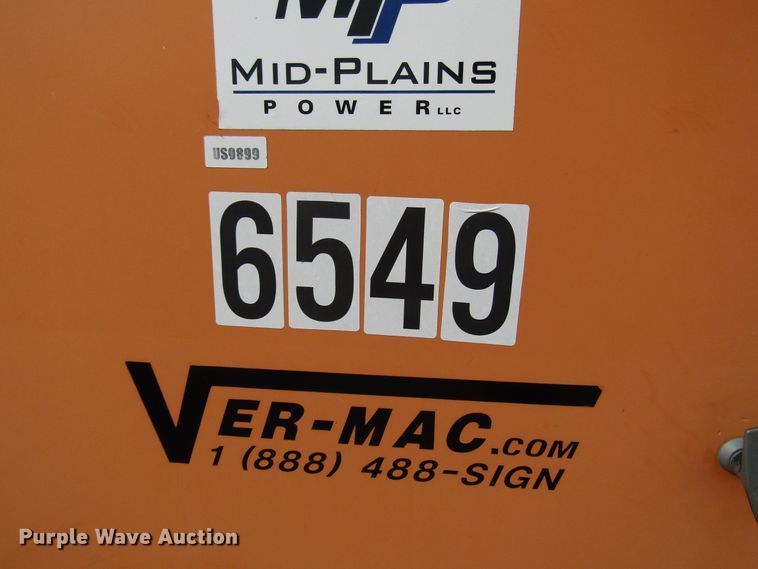 MP
MID-PLAINS
POWER LLC
US0899
6549
VER-MAC.COM
1 (888) 488-SIGN
Purple Wave Auction